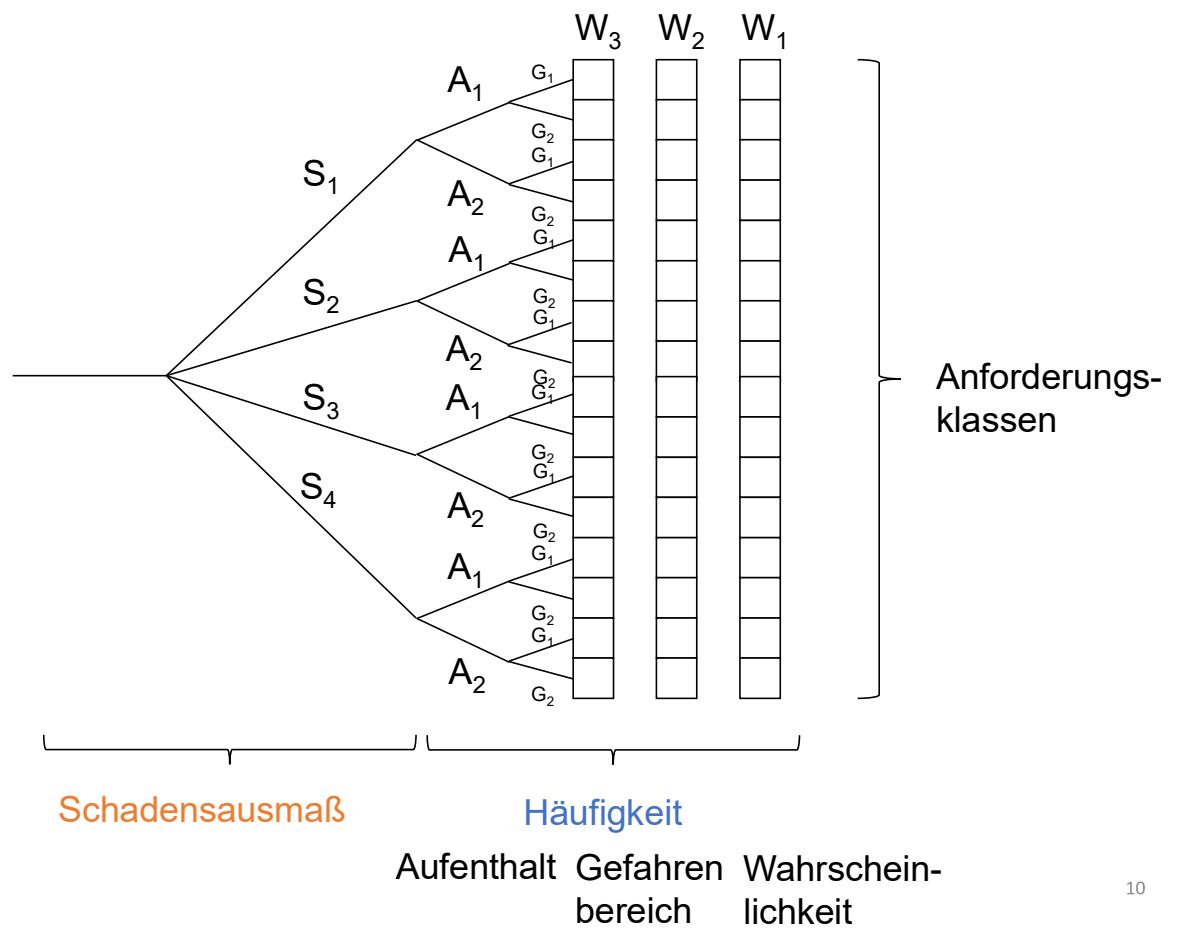 W₃ W₂ W₁
A₁
G₁
G₂
G₁
S₁
A₂
G₂
A₁
G₁
S₂
G₂
G₁
A₂
G₂
S₃
A₁
G₁
Anforderungs-
klassen
G₂
G₁
S₄
A₂
G₂
A₁
G₁
G₂
G₁
A₂
G₂
Schadensausmaß
Häufigkeit
Aufenthalt Gefahren Wahrschein-
bereich lichkeit
10